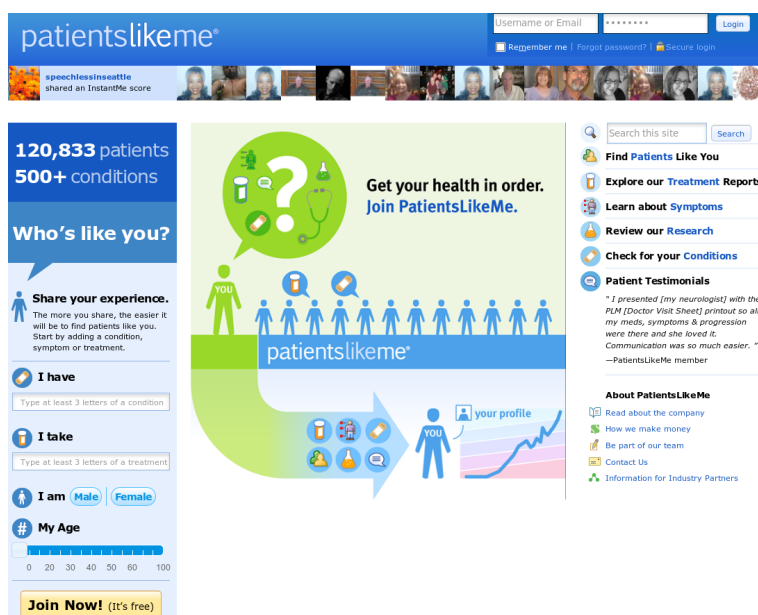 patientslikeme®
Username or Email
Login
Remember me | Forgot password? | Secure login
speechlessinseattle
shared an InstantMe score
120,833 patients
500+ conditions
Who's like you?
Share your experience.
The more you share, the easier it
will be to find patients like you.
Start by adding a condition,
symptom or treatment.
I have
Type at least 3 letters of a condition
I take
Type at least 3 letters of a treatment
I am Male Female
# My Age
0 20 30 40 50 60 100
Join Now! (It's free)
?
Get your health in order.
Join PatientsLikeMe.
YOU
patientslikeme®
YOU
your profile
Search this site
Search
Find Patients Like You
Explore our Treatment Reports
Learn about Symptoms
Review our Research
Check for your Conditions
Patient Testimonials
" I presented [my neurologist] with the
PLM [Doctor Visit Sheet] printout so all
my meds, symptoms & progression
were there and she loved it.
Communication was so much easier. "
—PatientsLikeMe member
About PatientsLikeMe
Read about the company
$ How we make money
Be part of our team
Contact Us
Information for Industry Partners